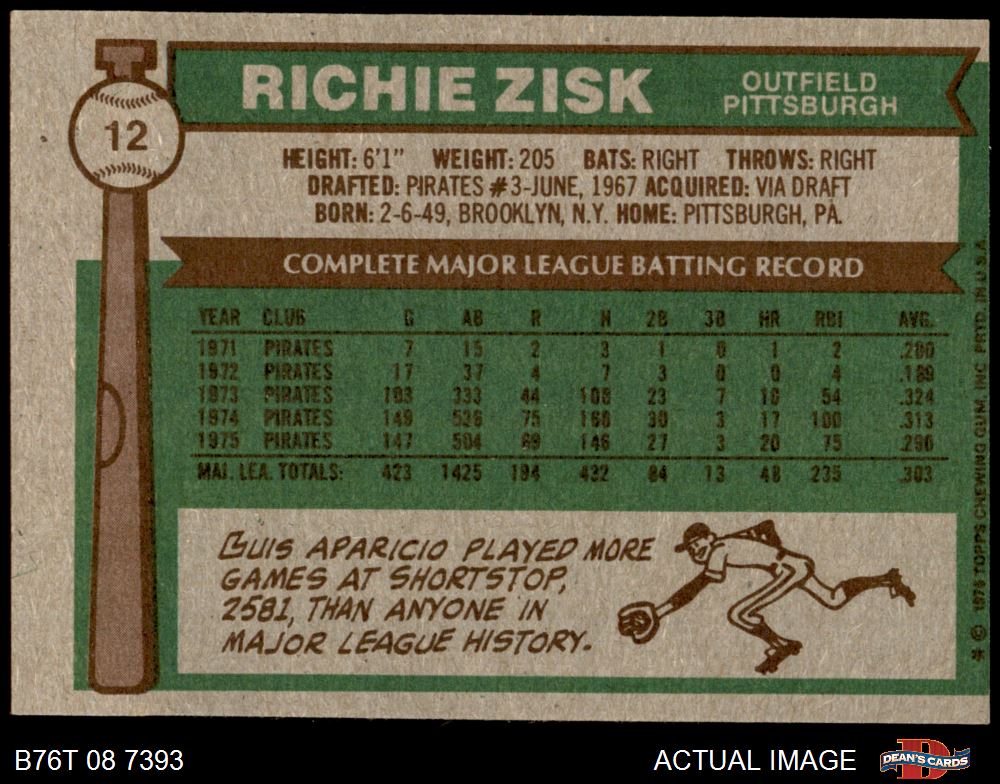 12
RICHIE ZISK
OUTFIELD
PITTSBURGH
HEIGHT: 6'1" WEIGHT: 205 BATS: RIGHT THROWS: RIGHT
DRAFTED: PIRATES #3-JUNE, 1967 ACQUIRED: VIA DRAFT
BORN: 2-6-49, BROOKLYN, N.Y. HOME: PITTSBURGH, PA.
COMPLETE MAJOR LEAGUE BATTING RECORD
YEAR CLUB G AB R H 2B 3B HR RBI AVG.
1971 PIRATES 7 15 2 3 1 0 1 2 .200
1972 PIRATES 17 37 4 7 3 0 0 4 .189
1973 PIRATES 103 333 44 108 23 7 10 54 .324
1974 PIRATES 149 536 75 168 30 3 17 100 .313
1975 PIRATES 147 504 69 146 27 3 20 75 .290
MAJ. LEA. TOTALS: 423 1425 194 432 84 13 48 235 .303
LUIS APARICIO PLAYED MORE
GAMES AT SHORTSTOP,
2581, THAN ANYONE IN
MAJOR LEAGUE HISTORY.
* © 1976 TOPPS CHEWING GUM, INC. PRTD. IN U.S.A.
B76T 08 7393
ACTUAL IMAGE
D
DEAN'S CARDS